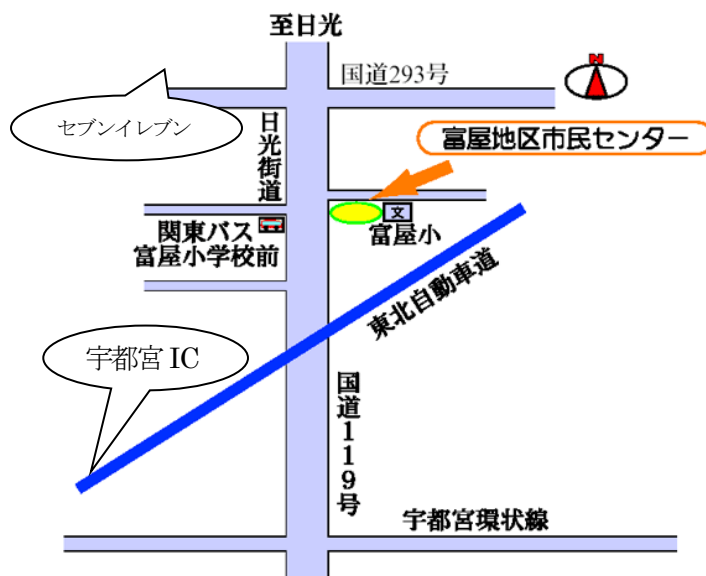 至日光
国道293号
N
セブンイレブン
日光街道
富屋地区市民センター
文
関東バス
富屋小学校前
富屋小
東北自動車道
宇都宮 IC
国道119号
宇都宮環状線